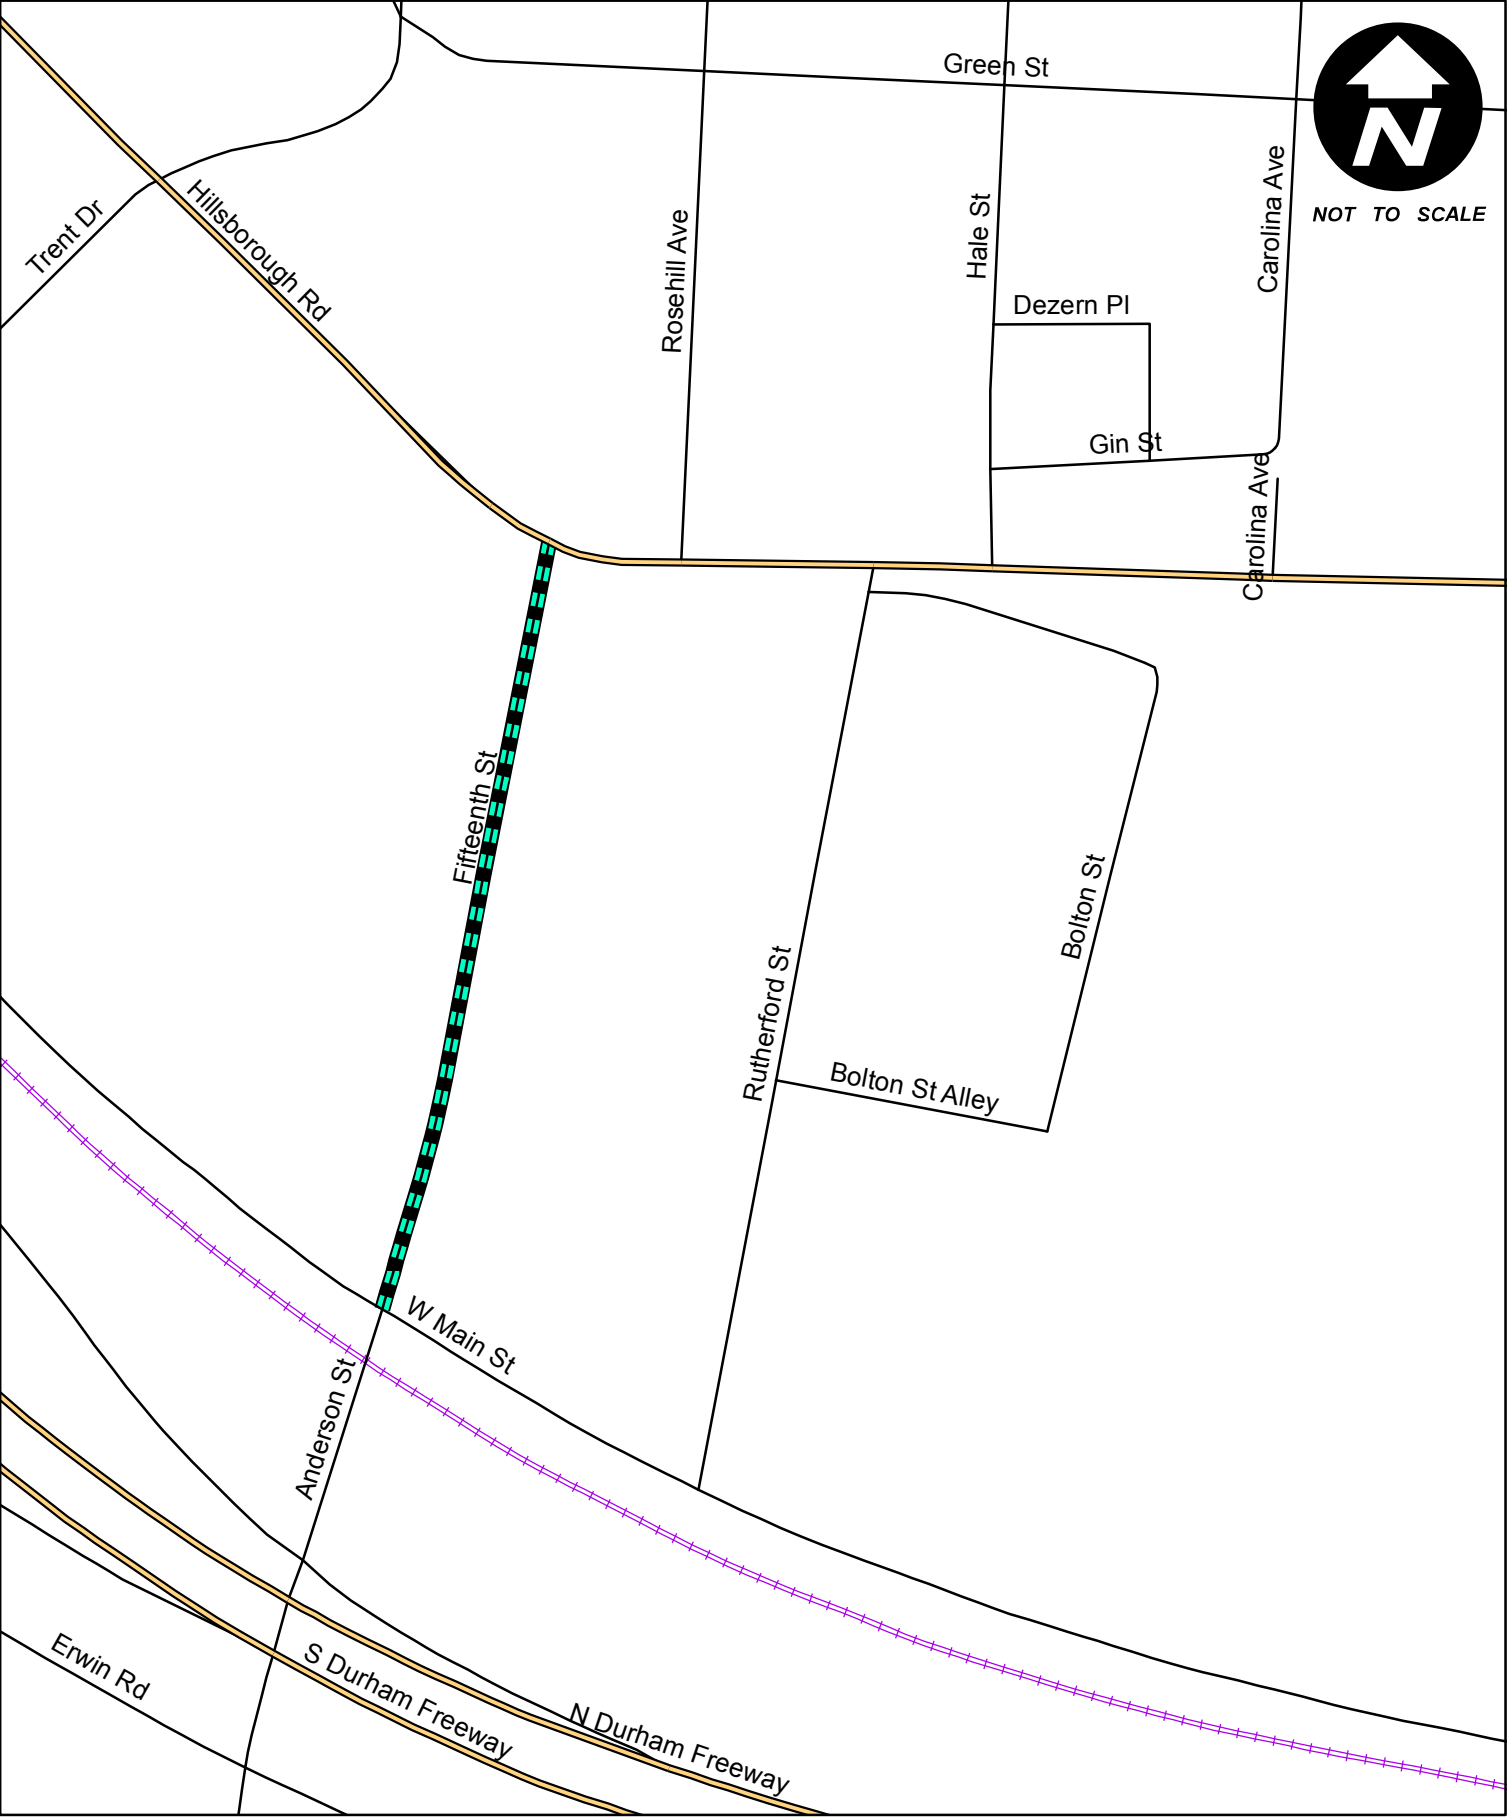 Green St
N
NOT TO SCALE
Trent Dr
Hillsborough Rd
Rosehill Ave
Hale St
Carolina Ave
Dezern Pl
Gin St
Carolina Ave
Fifteenth St
Rutherford St
Bolton St
Bolton St Alley
W Main St
Anderson St
Erwin Rd
S Durham Freeway
N Durham Freeway